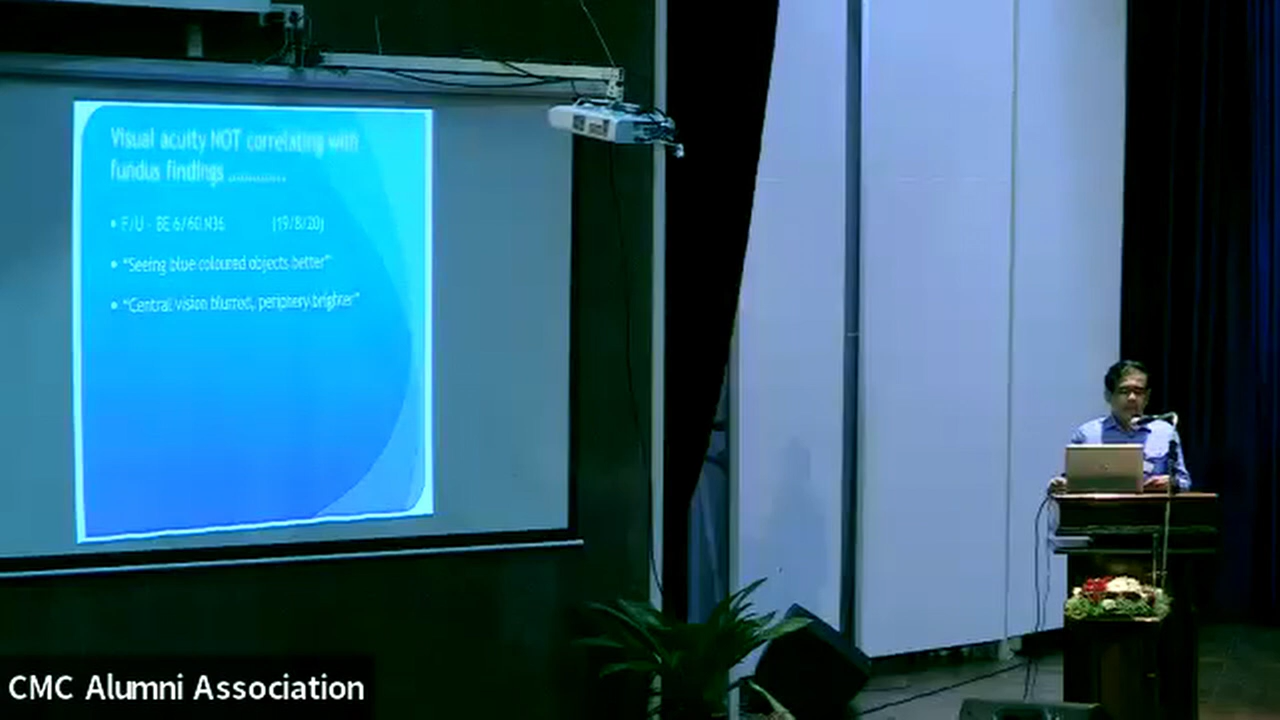 Visual acuity NOT correlating with
fundus findings .............
• F/U - BE 6/60 N36 (19/8/20)
• "Seeing blue coloured objects better"
• "Central vision blurred, periphery brighter"
CMC Alumni Association